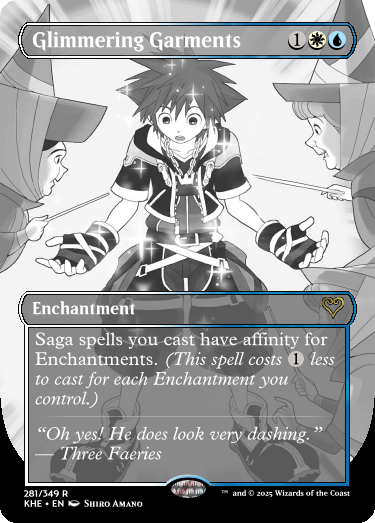 Glimmering Garments 1
Enchantment
Saga spells you cast have affinity for
Enchantments. (This spell costs 1 less
to cast for each Enchantment you
control.)
“Oh yes! He does look very dashing.”
— Three Faeries
281/349 R
KHE • EN SHIRO AMANO
™ and © 2025 Wizards of the Coast